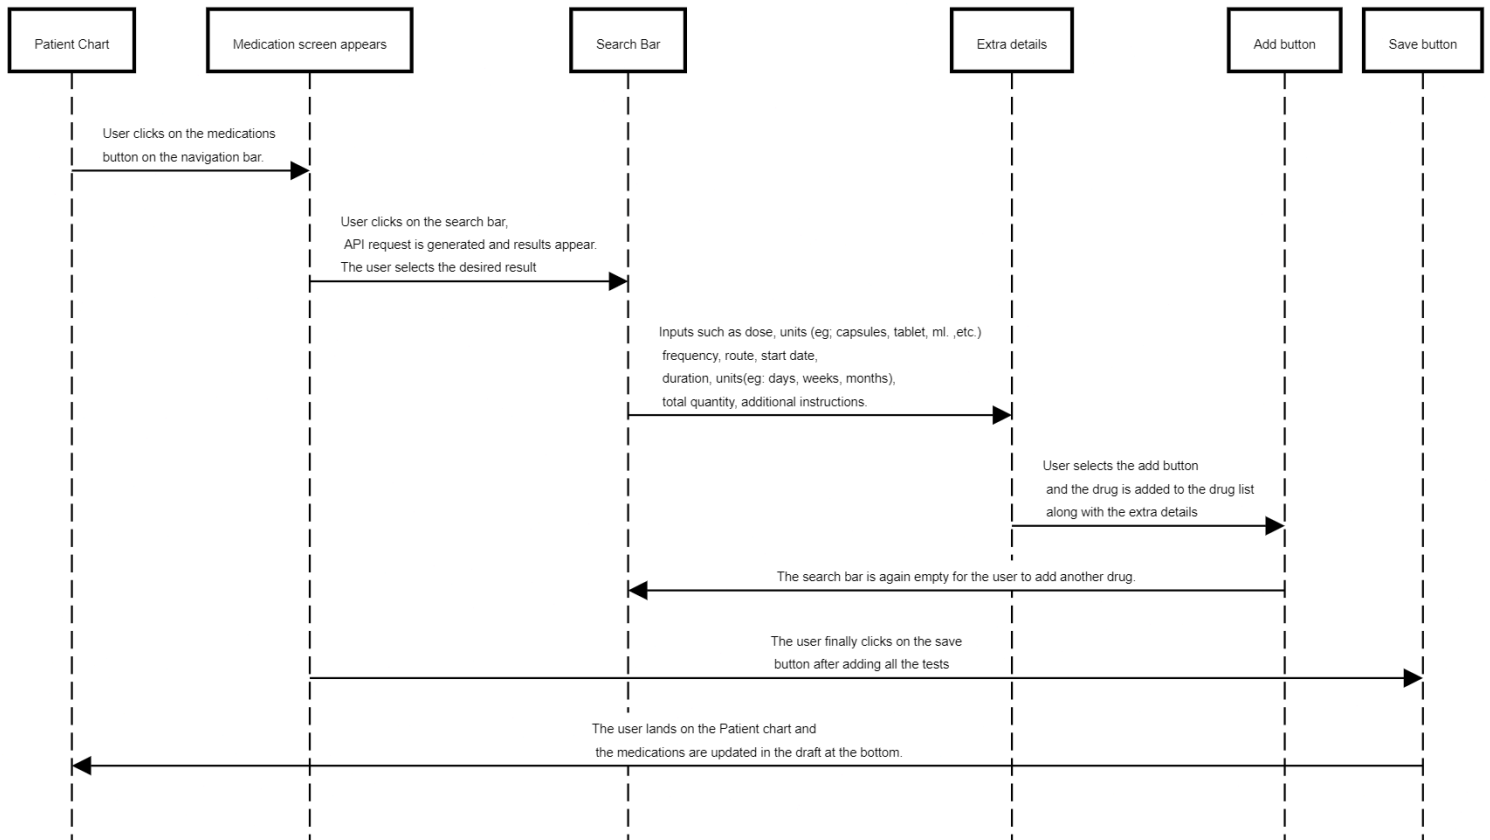 Patient Chart
Medication screen appears
Search Bar
Extra details
Add button
Save button
User clicks on the medications
button on the navigation bar.
User clicks on the search bar,
API request is generated and results appear.
The user selects the desired result
Inputs such as dose, units (eg; capsules, tablet, ml. ,etc.)
frequency, route, start date,
duration, units(eg: days, weeks, months),
total quantity, additional instructions.
User selects the add button
and the drug is added to the drug list
along with the extra details
The search bar is again empty for the user to add another drug.
The user finally clicks on the save
button after adding all the tests
The user lands on the Patient chart and
the medications are updated in the draft at the bottom.